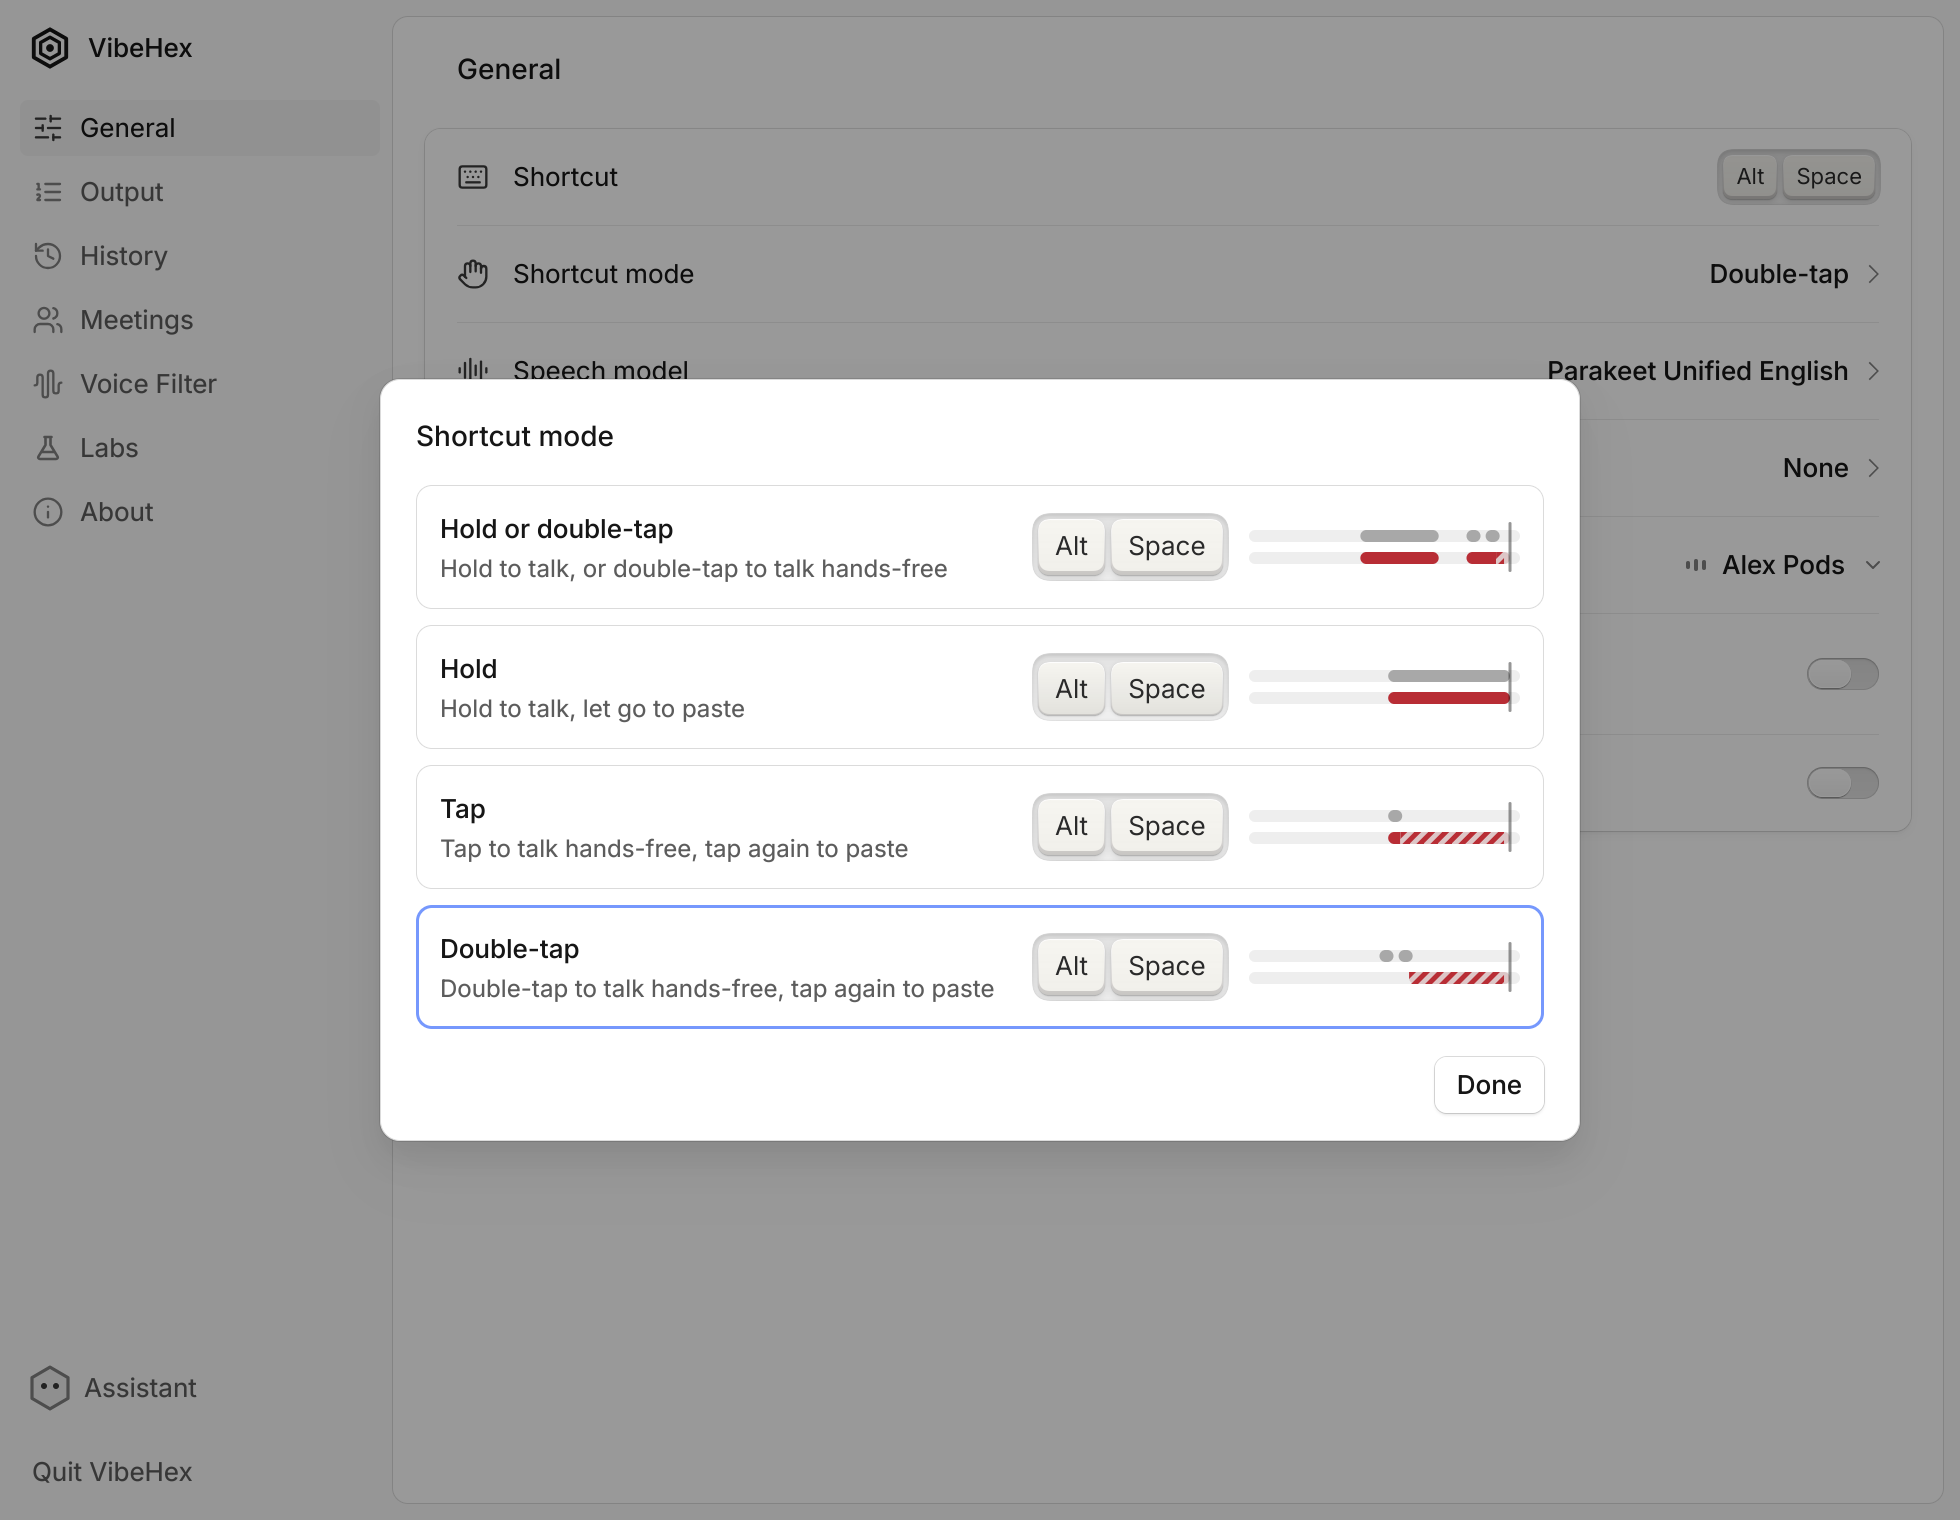 VibeHex
General
Output
History
Meetings
Voice Filter
Labs
About
Assistant
Quit VibeHex
General
Shortcut
Alt Space
Shortcut mode
Double-tap
Speech model
Parakeet Unified English
None
Alex Pods
Shortcut mode
Hold or double-tap
Hold to talk, or double-tap to talk hands-free
Alt Space
Hold
Hold to talk, let go to paste
Alt Space
Tap
Tap to talk hands-free, tap again to paste
Alt Space
Double-tap
Double-tap to talk hands-free, tap again to paste
Alt Space
Done